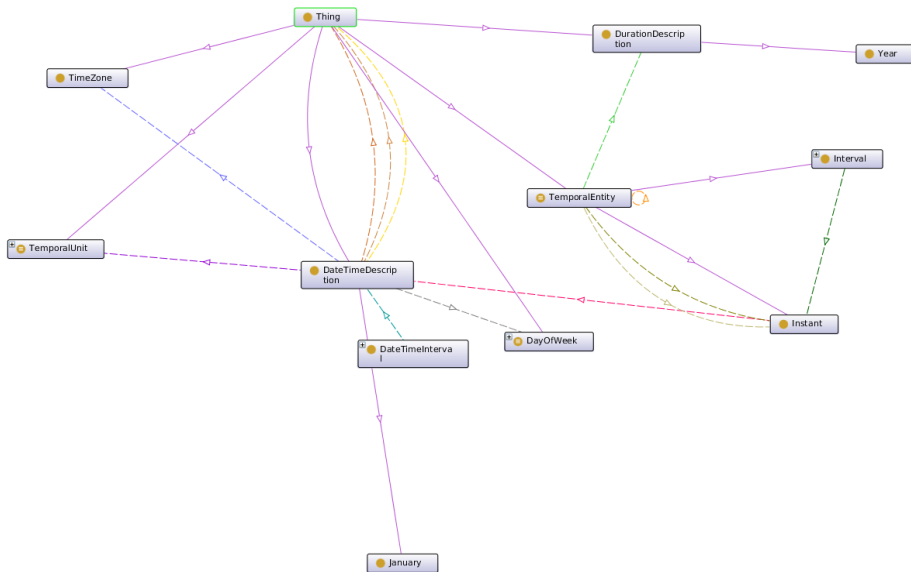 Thing
DurationDescrip
tion
Year
TimeZone
Interval
TemporalEntity
TemporalUnit
DateTimeDescrip
tion
Instant
DateTimeInterva
l
DayOfWeek
January